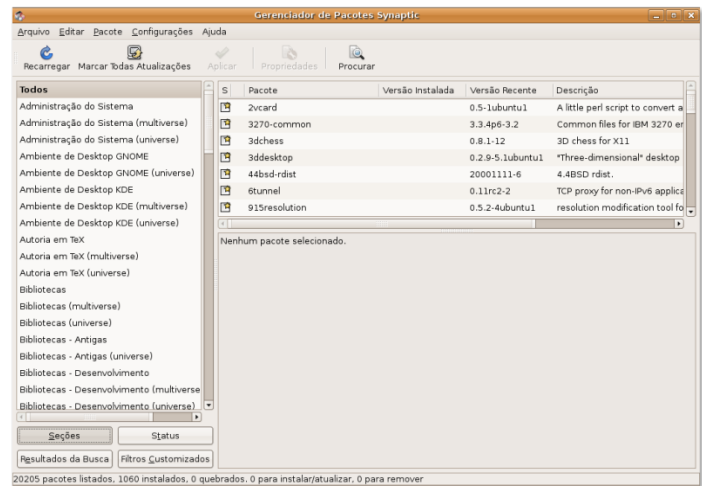 Gerenciador de Pacotes Synaptic
Arquivo Editar Pacote Configurações Ajuda
Recarregar Marcar Todas Atualizações Aplicar Propriedades Procurar
Todos
Administração do Sistema
Administração do Sistema (multiverse)
Administração do Sistema (universe)
Ambiente de Desktop GNOME
Ambiente de Desktop GNOME (universe)
Ambiente de Desktop KDE
Ambiente de Desktop KDE (multiverse)
Ambiente de Desktop KDE (universe)
Autoria em TeX
Autoria em TeX (multiverse)
Autoria em TeX (universe)
Bibliotecas
Bibliotecas (multiverse)
Bibliotecas (universe)
Bibliotecas - Antigas
Bibliotecas - Antigas (universe)
Bibliotecas - Desenvolvimento
Bibliotecas - Desenvolvimento (multiverse
Bibliotecas - Desenvolvimento (universe)
Seções Status
Resultados da Busca Filtros Customizados
S Pacote Versão Instalada Versão Recente Descrição
2vcard 0.5-1ubuntu1 A little perl script to convert a
3270-common 3.3.4p6-3.2 Common files for IBM 3270 er
3dchess 0.8.1-12 3D chess for X11
3ddesktop 0.2.9-5.1ubuntu1 "Three-dimensional" desktop
44bsd-rdist 20001111-6 4.4BSD rdist.
6tunnel 0.11rc2-2 TCP proxy for non-IPv6 applica
915resolution 0.5.2-4ubuntu1 resolution modification tool fo
Nenhum pacote selecionado.
20205 pacotes listados, 1060 instalados, 0 quebrados. 0 para instalar/atualizar, 0 para remover